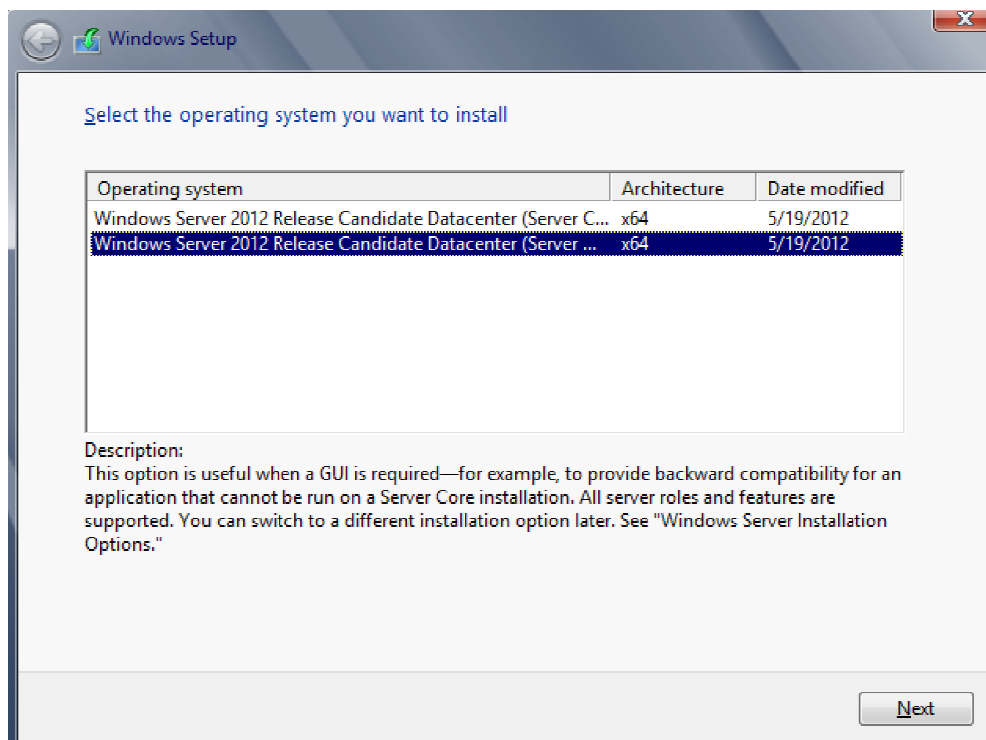 Windows Setup
Select the operating system you want to install
Operating system Architecture Date modified
Windows Server 2012 Release Candidate Datacenter (Server C... x64 5/19/2012
Windows Server 2012 Release Candidate Datacenter (Server ... x64 5/19/2012
Description:
This option is useful when a GUI is required—for example, to provide backward compatibility for an
application that cannot be run on a Server Core installation. All server roles and features are
supported. You can switch to a different installation option later. See "Windows Server Installation
Options."
Next